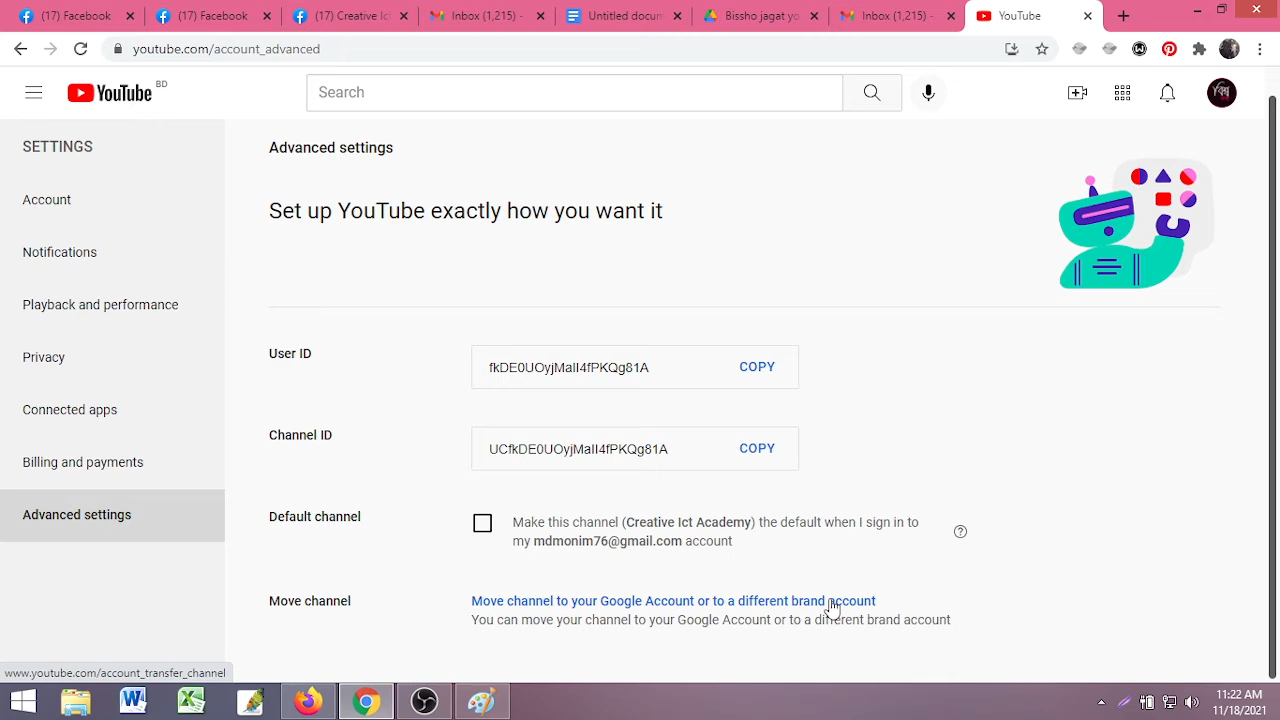 (17) Facebook
(17) Facebook
(17) Creative Ic
Inbox (1,215) -
Untitled docum
Bissho jagat yo
Inbox (1,215) -
YouTube
youtube.com/account_advanced
YouTube BD
Search
SETTINGS
Account
Notifications
Playback and performance
Privacy
Connected apps
Billing and payments
Advanced settings
Advanced settings
Set up YouTube exactly how you want it
User ID
fkDE0UOyjMaII4fPKQg81A
COPY
Channel ID
UCfkDE0UOyjMaII4fPKQg81A
COPY
Default channel
Make this channel (Creative Ict Academy) the default when I sign in to
my mdmonim76@gmail.com account
Move channel
Move channel to your Google Account or to a different brand account
You can move your channel to your Google Account or to a different brand account
www.youtube.com/account_transfer_channel
11:22 AM
11/18/2021